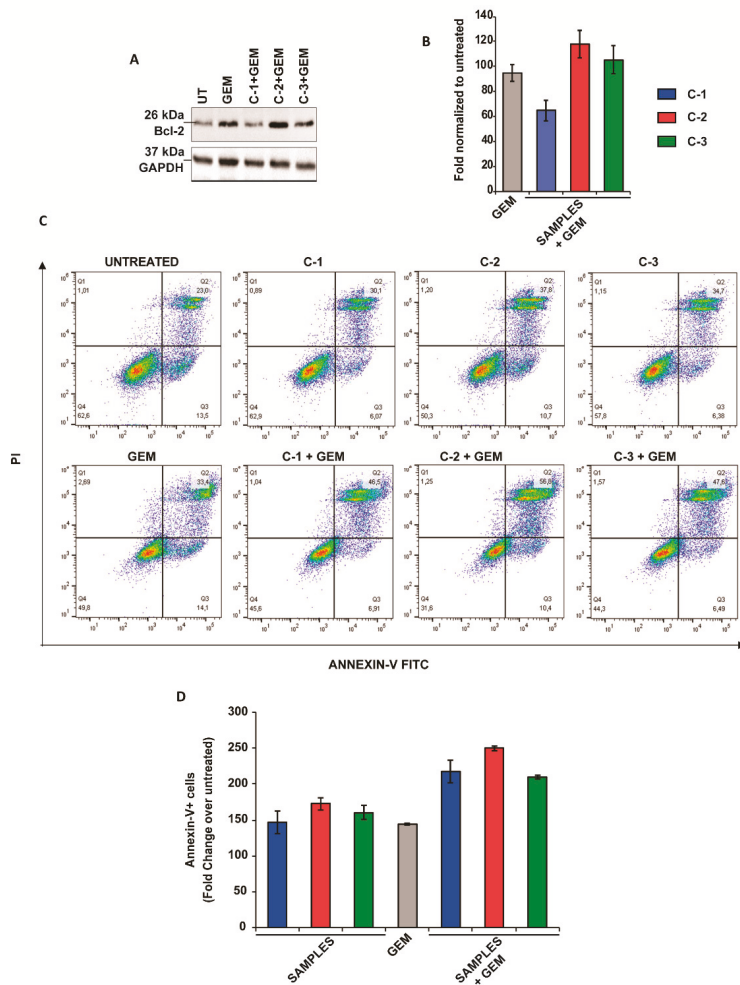 A
UT
GEM
C-1+GEM
C-2+GEM
C-3+GEM
26 kDa
Bcl-2
37 kDa
GAPDH
B
Fold normalized to untreated
140
120
100
80
60
40
20
0
GEM
SAMPLES
+ GEM
C-1
C-2
C-3
C
PI
UNTREATED
Q1
1,01
Q2
23,0
Q4
62,6
Q3
13,5
C-1
Q1
0,89
Q2
30,1
Q4
62,9
Q3
6,07
C-2
Q1
1,20
Q2
37,8
Q4
50,3
Q3
10,7
C-3
Q1
1,15
Q2
34,7
Q4
57,8
Q3
6,38
GEM
Q1
2,69
Q2
33,4
Q4
49,8
Q3
14,1
C-1 + GEM
Q1
1,04
Q2
46,5
Q4
45,6
Q3
6,91
C-2 + GEM
Q1
1,25
Q2
Q4
31,6
Q3
10,4
C-3 + GEM
Q1
1,57
Q2
Q4
44,3
Q3
6,49
ANNEXIN-V FITC
D
Annexin-V+ cells
(Fold Change over untreated)
300
250
200
150
100
50
0
SAMPLES
GEM
SAMPLES
+ GEM